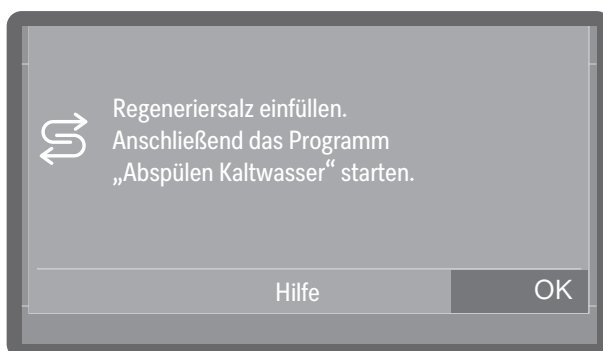 Regeneriersalz einfüllen.
Anschließend das Programm
„Abspülen Kaltwasser“ starten.
Hilfe
OK